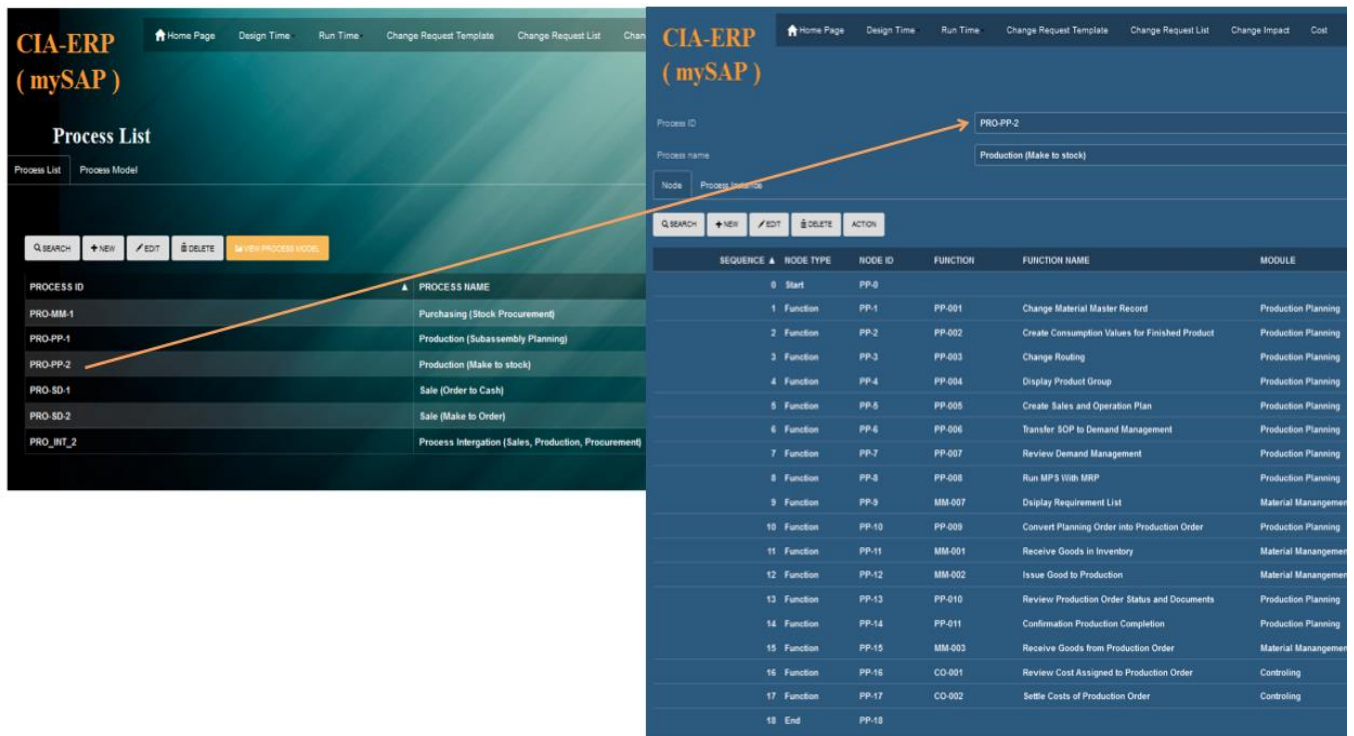 CIA-ERP
( mySAP )
Home Page Design Time Run Time Change Request Template Change Request List Chan
Process List
Process List Process Model
SEARCH NEW EDIT DELETE VIEW PROCESS MODEL
PROCESS ID PROCESS NAME
PRO-MM-1 Purchasing (Stock Procurement)
PRO-PP-1 Production (Subassembly Planning)
PRO-PP-2 Production (Make to stock)
PRO-SD-1 Sale (Order to Cash)
PRO-SD-2 Sale (Make to Order)
PRO_INT_2 Process Intergation (Sales, Production, Procurement)
CIA-ERP
( mySAP )
Home Page Design Time Run Time Change Request Template Change Request List Change Impact Cost
Process ID PRO-PP-2
Process name Production (Make to stock)
Node Process Instance
SEARCH NEW EDIT DELETE ACTION
SEQUENCE NODE TYPE NODE ID FUNCTION FUNCTION NAME MODULE
0 Start PP-0
1 Function PP-1 PP-001 Change Material Master Record Production Planning
2 Function PP-2 PP-002 Create Consumption Values for Finished Product Production Planning
3 Function PP-3 PP-003 Change Routing Production Planning
4 Function PP-4 PP-004 Display Product Group Production Planning
5 Function PP-5 PP-005 Create Sales and Operation Plan Production Planning
6 Function PP-6 PP-006 Transfer SOP to Demand Management Production Planning
7 Function PP-7 PP-007 Review Demand Management Production Planning
8 Function PP-8 PP-008 Run MPS With MRP Production Planning
9 Function PP-9 MM-007 Dsiplay Requirement List Material Manangemen
10 Function PP-10 PP-009 Convert Planning Order into Production Order Production Planning
11 Function PP-11 MM-001 Receive Goods in Inventory Material Manangemen
12 Function PP-12 MM-002 Issue Good to Production Material Manangemen
13 Function PP-13 PP-010 Review Production Order Status and Documents Production Planning
14 Function PP-14 PP-011 Confirmation Production Completion Production Planning
15 Function PP-15 MM-003 Receive Goods from Production Order Material Manangemen
16 Function PP-16 CO-001 Review Cost Assigned to Production Order Controling
17 Function PP-17 CO-002 Settle Costs of Production Order Controling
18 End PP-18